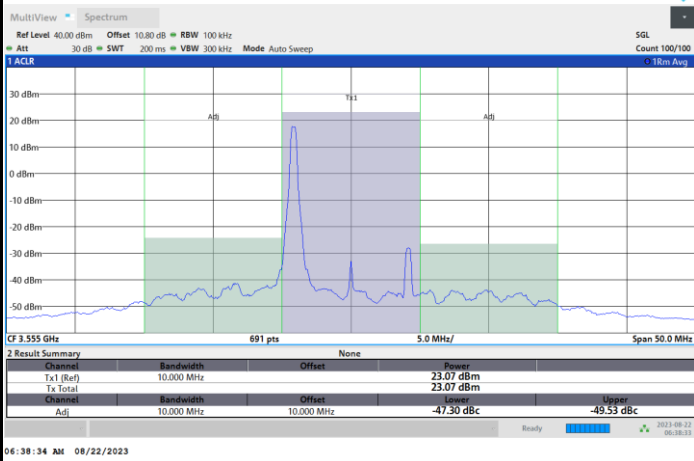 MultiView Spectrum
Ref Level 40.00 dBm Offset 10.80 dB RBW 100 kHz SGL
Att 30 dB SWT 200 ms VBW 300 kHz Mode Auto Sweep Count 100/100
1 ACLR 1Rm Avg
30 dBm
Tx1
20 dBm
Adj Adj
10 dBm
0 dBm
-10 dBm
-20 dBm
-30 dBm
-40 dBm
-50 dBm
CF 3.555 GHz 691 pts 5.0 MHz/ Span 50.0 MHz
2 Result Summary None
Channel Bandwidth Offset Power
Tx1 (Ref) 10.000 MHz 23.07 dBm
Tx Total 23.07 dBm
Channel Bandwidth Offset Lower Upper
Adj 10.000 MHz 10.000 MHz -47.30 dBc -49.53 dBc
Ready 2023-08-22
06:38:33
06:38:34 AM 08/22/2023